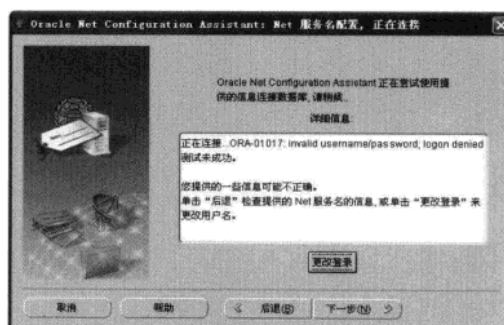 Oracle Net Configuration Assistant: Net 服务名配置, 正在连接
Oracle Net Configuration Assistant 正在尝试使用提
供的信息连接数据库, 请稍候...
详细信息:
正在连接...ORA-01017: invalid username/password; logon denied
测试未成功。
您提供的一些信息可能不正确。
单击“后退”检查提供的 Net 服务名的信息, 或单击“更改登录”来
更改用户名。
更改登录
取消
帮助
后退(B)
下一步(N)